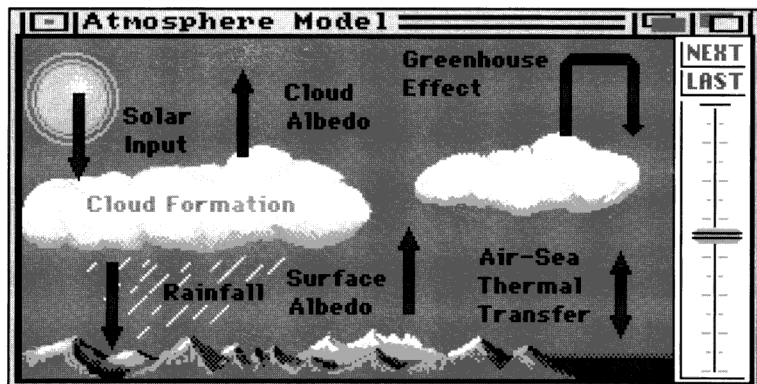 Atmosphere Model
NEXT
LAST
Greenhouse
Effect
Cloud
Albedo
Solar
Input
Cloud Formation
Rainfall
Surface
Albedo
Air-Sea
Thermal
Transfer